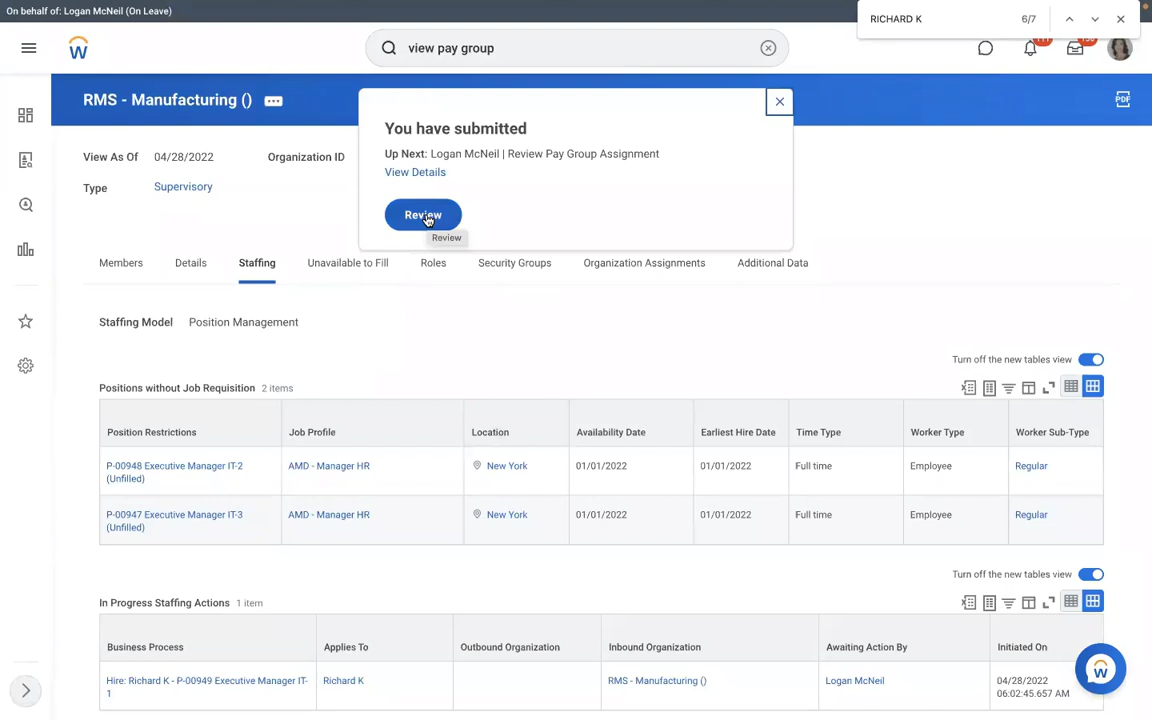 On behalf of: Logan McNeil (On Leave)
RICHARD K
6/7
view pay group
RMS - Manufacturing ()
PDF
You have submitted
Up Next: Logan McNeil | Review Pay Group Assignment
View Details
Review
Review
View As Of
04/28/2022
Organization ID
Type
Supervisory
Members
Details
Staffing
Unavailable to Fill
Roles
Security Groups
Organization Assignments
Additional Data
Staffing Model
Position Management
Turn off the new tables view
Positions without Job Requisition 2 items
Position Restrictions
Job Profile
Location
Availability Date
Earliest Hire Date
Time Type
Worker Type
Worker Sub-Type
P-00948 Executive Manager IT-2
(Unfilled)
AMD - Manager HR
New York
01/01/2022
01/01/2022
Full time
Employee
Regular
P-00947 Executive Manager IT-3
(Unfilled)
AMD - Manager HR
New York
01/01/2022
01/01/2022
Full time
Employee
Regular
Turn off the new tables view
In Progress Staffing Actions 1 item
Business Process
Applies To
Outbound Organization
Inbound Organization
Awaiting Action By
Initiated On
Hire: Richard K - P-00949 Executive Manager IT-
1
Richard K
RMS - Manufacturing ()
Logan McNeil
04/28/2022
06:02:45.657 AM